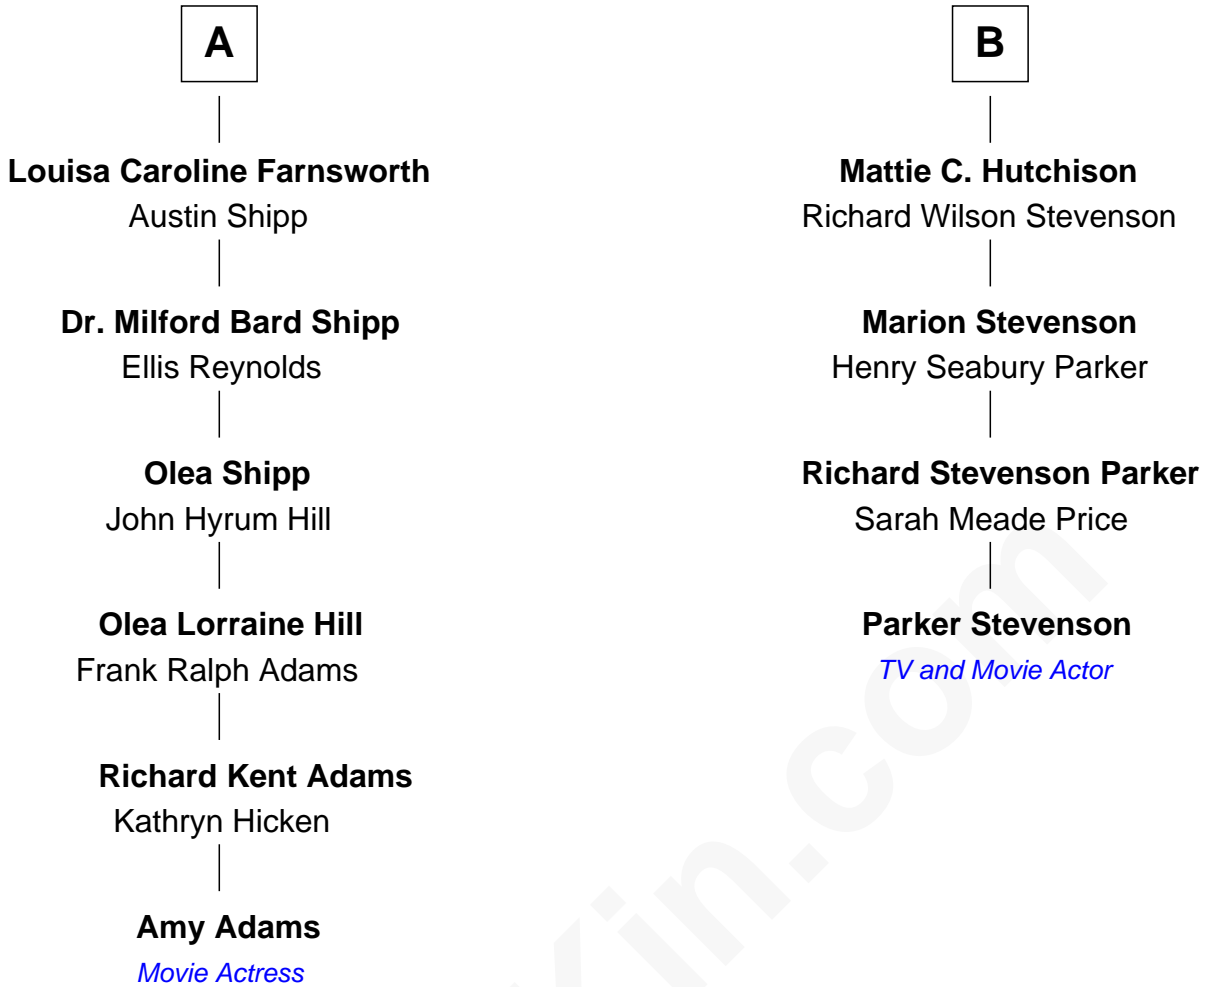 A
Louisa Caroline Farnsworth
Austin Shipp
Dr. Milford Bard Shipp
Ellis Reynolds
Olea Shipp
John Hyrum Hill
Olea Lorraine Hill
Frank Ralph Adams
Richard Kent Adams
Kathryn Hicken
Amy Adams
Movie Actress
B
Mattie C. Hutchison
Richard Wilson Stevenson
Marion Stevenson
Henry Seabury Parker
Richard Stevenson Parker
Sarah Meade Price
Parker Stevenson
TV and Movie Actor
Kin.com